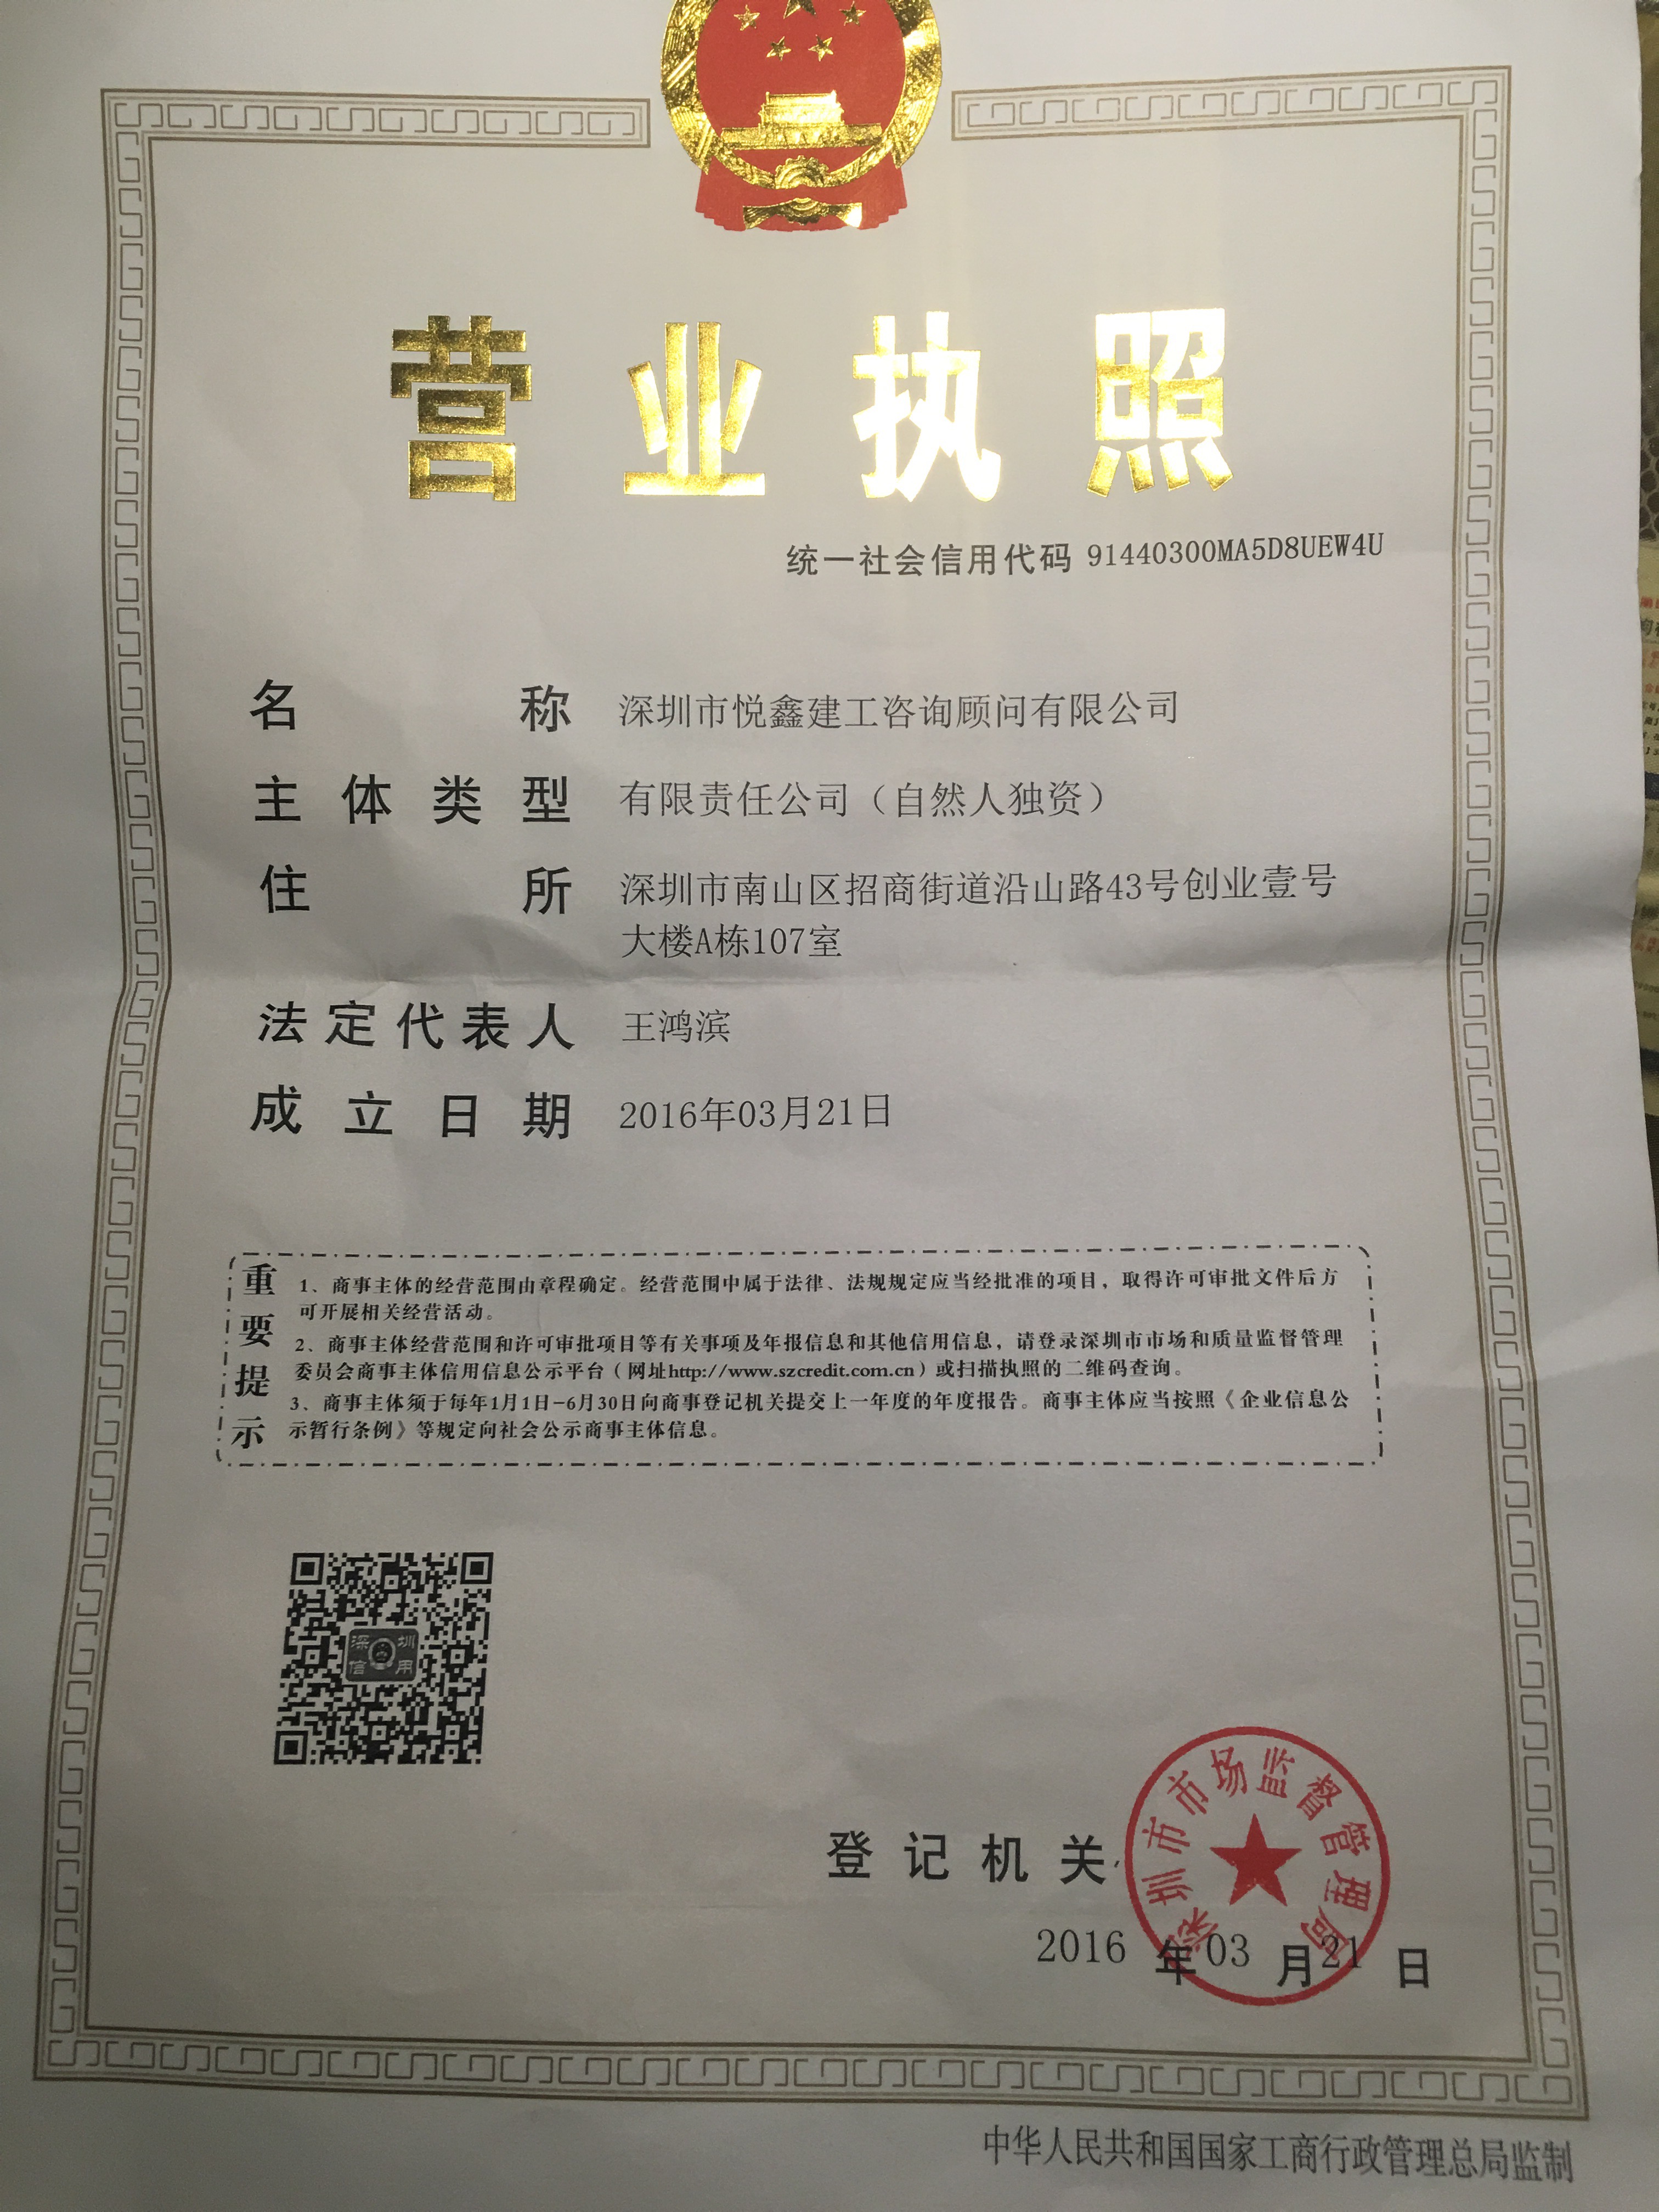 营业执照
统一社会信用代码 91440300MA5D8UEW4U
名称 深圳市悦鑫建工咨询顾问有限公司
主体类型 有限责任公司（自然人独资）
住所 深圳市南山区招商街道沿山路43号创业壹号
大楼A栋107室
法定代表人 王鸿滨
成立日期 2016年03月21日
重要提示
1、商事主体的经营范围由章程确定。经营范围中属于法律、法规规定应当经批准的项目，取得许可审批文件后方
可开展相关经营活动。
2、商事主体经营范围和许可审批项目等有关事项及年报信息和其他信用信息，请登录深圳市市场和质量监督管理
委员会商事主体信用信息公示平台（网址http://www.szcredit.com.cn）或扫描执照的二维码查询。
3、商事主体须于每年1月1日-6月30日向商事登记机关提交上一年度的年度报告。商事主体应当按照《企业信息公
示暂行条例》等规定向社会公示商事主体信息。
深圳
信用
登记机关
深圳市市场监督管理局
2016年03月21日
中华人民共和国国家工商行政管理总局监制